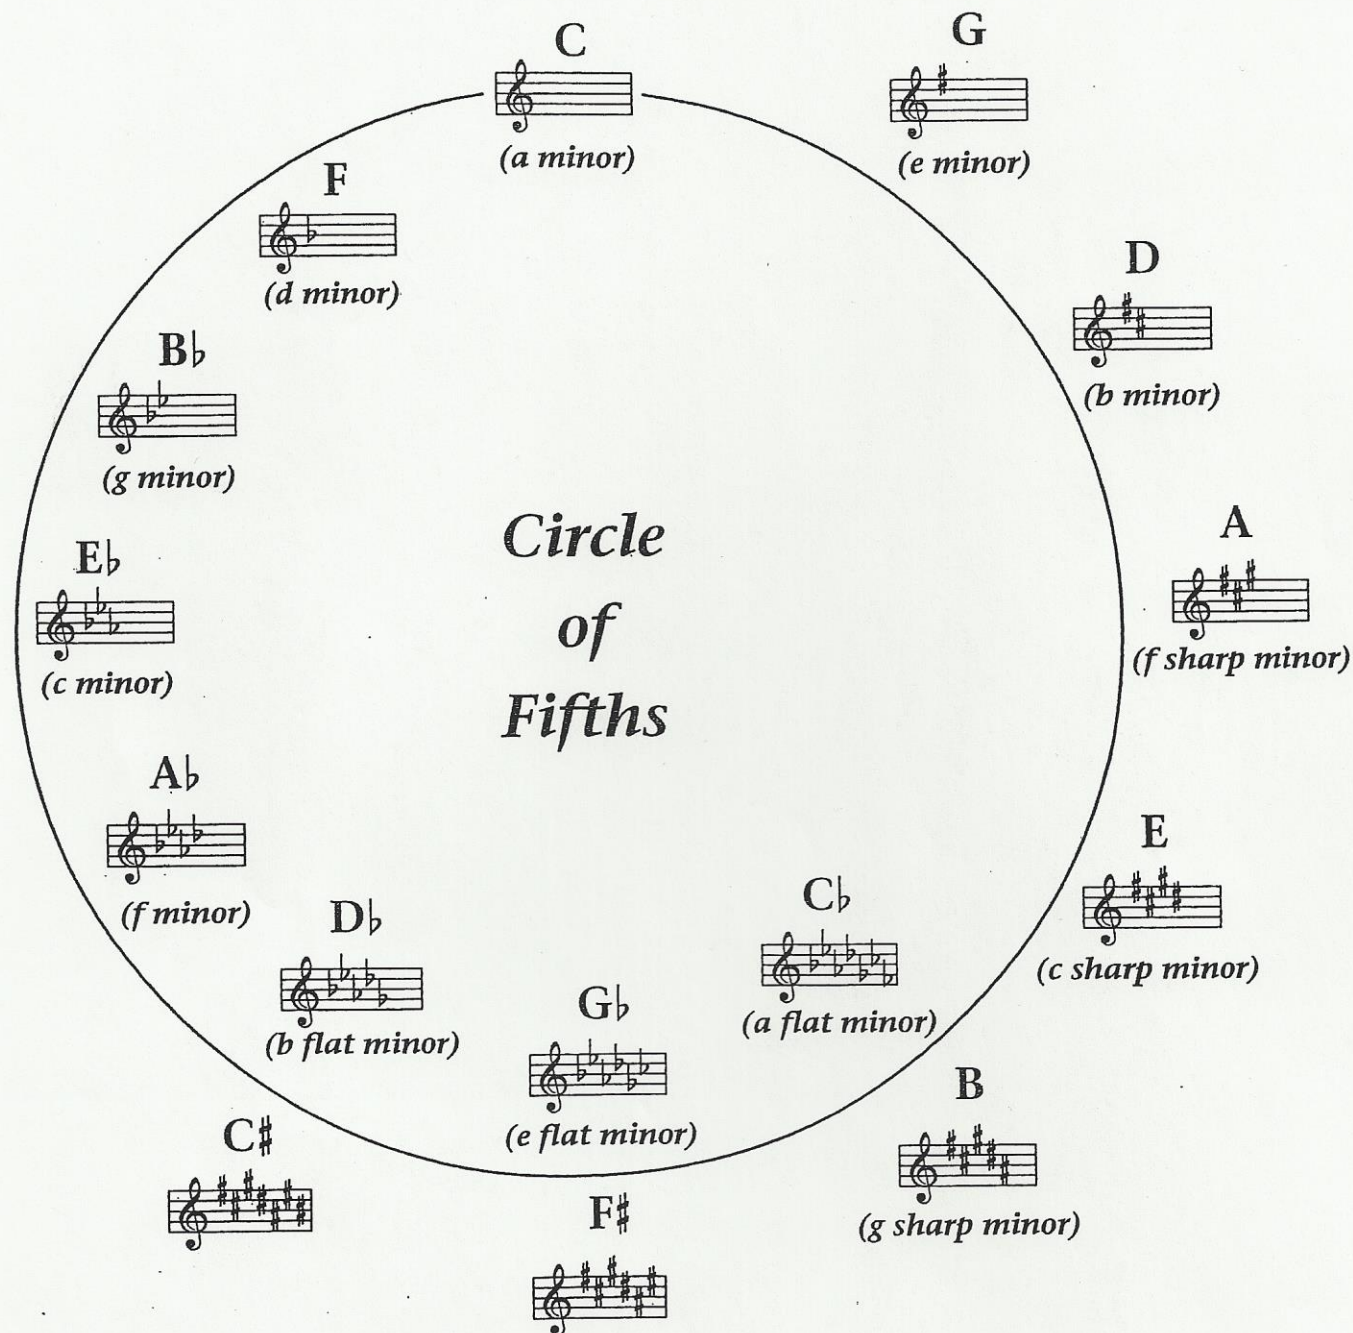 C
(a minor)
G
(e minor)
D
(b minor)
A
(f sharp minor)
E
(c sharp minor)
B
(g sharp minor)
F♯
C♯
F
(d minor)
B♭
(g minor)
E♭
(c minor)
A♭
(f minor)
D♭
(b flat minor)
G♭
(e flat minor)
C♭
(a flat minor)
Circle
of
Fifths